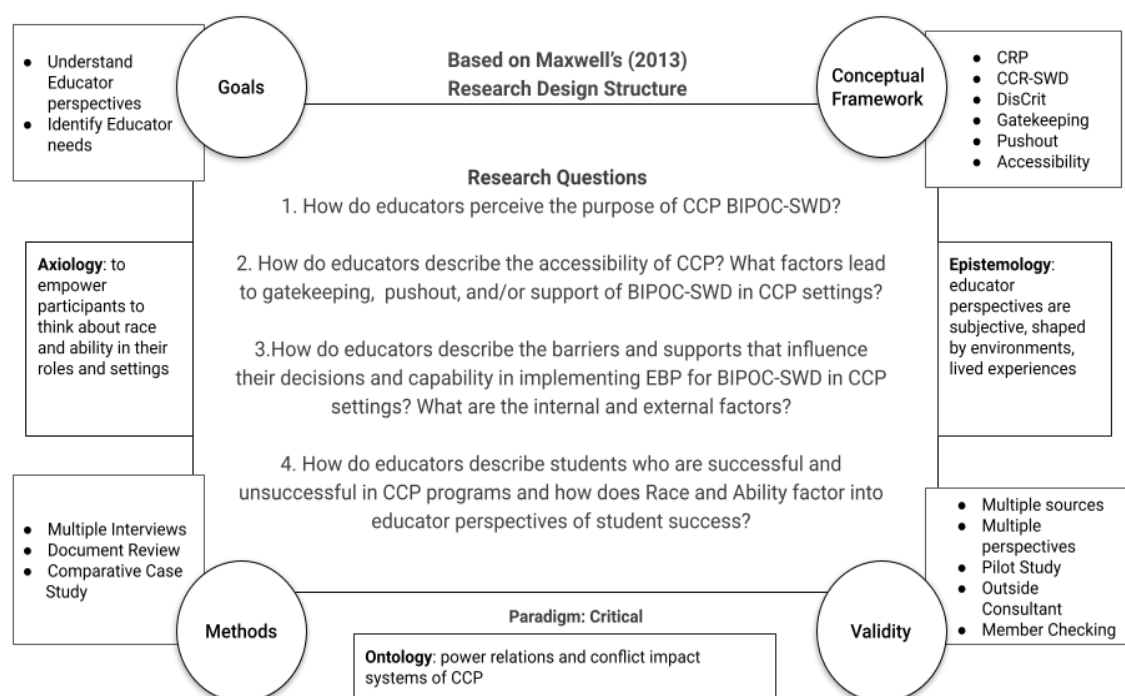 Based on Maxwell's (2013)
Research Design Structure
● Understand
Educator
perspectives
● Identify Educator
needs
Goals
Conceptual
Framework
● CRP
● CCR-SWD
● DisCrit
● Gatekeeping
● Pushout
● Accessibility
Research Questions
1. How do educators perceive the purpose of CCP BIPOC-SWD?
2. How do educators describe the accessibility of CCP? What factors lead
to gatekeeping, pushout, and/or support of BIPOC-SWD in CCP settings?
3.How do educators describe the barriers and supports that influence
their decisions and capability in implementing EBP for BIPOC-SWD in CCP
settings? What are the internal and external factors?
4. How do educators describe students who are successful and
unsuccessful in CCP programs and how does Race and Ability factor into
educator perspectives of student success?
Axiology: to
empower
participants to
think about race
and ability in their
roles and settings
Epistemology:
educator
perspectives are
subjective, shaped
by environments,
lived experiences
● Multiple Interviews
● Document Review
● Comparative Case
Study
Methods
Paradigm: Critical
Ontology: power relations and conflict impact
systems of CCP
Validity
● Multiple sources
● Multiple
perspectives
● Pilot Study
● Outside
Consultant
● Member Checking